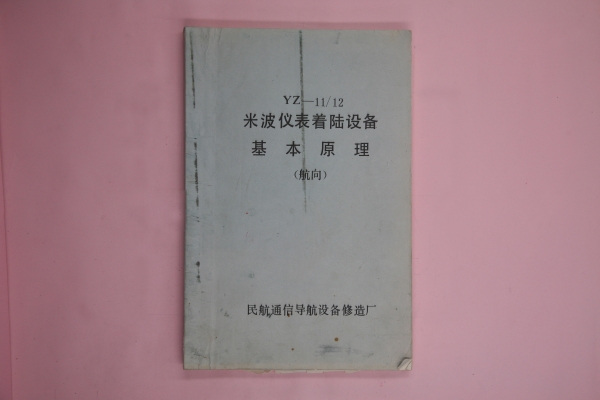 YZ—11/12
米波仪表着陆设备
基本原理
(航向)
民航通信导航设备修造厂